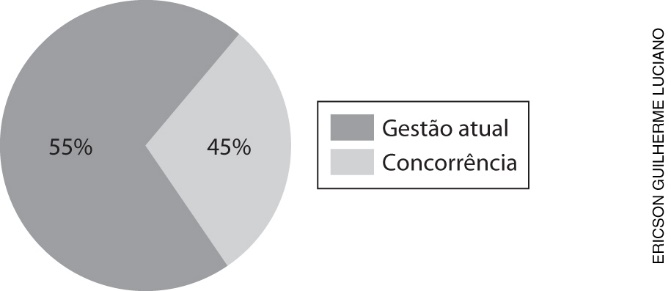 55%
45%
Gestão atual
Concorrência
ERICSON GUILHERME LUCIANO